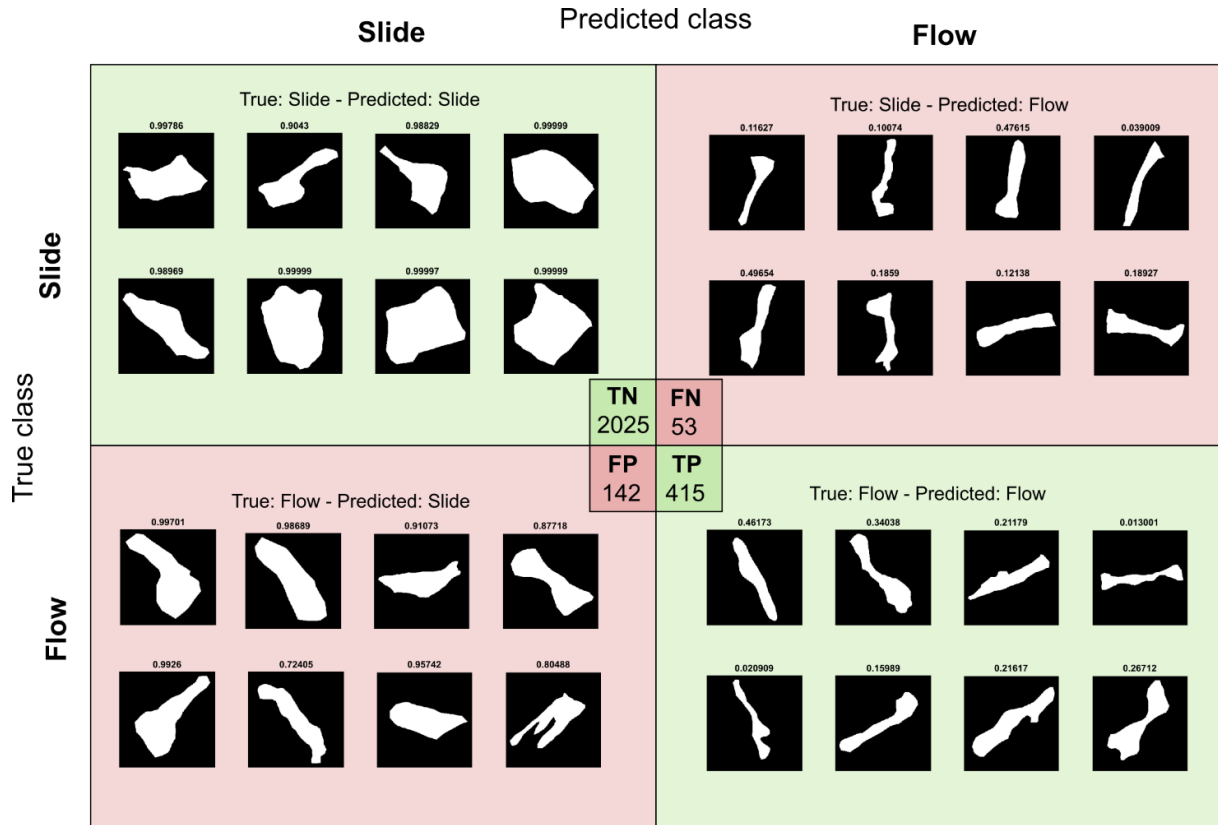 Predicted class
Slide
Flow
True class
Slide
Flow
True: Slide - Predicted: Slide
0.99786
0.9043
0.98829
0.99999
0.98969
0.99999
0.99997
0.99999
True: Slide - Predicted: Flow
0.11627
0.10074
0.47615
0.039009
0.49654
0.1859
0.12138
0.18927
TN
2025
FN
53
FP
142
TP
415
True: Flow - Predicted: Slide
0.99701
0.98689
0.91073
0.87718
0.9926
0.72405
0.95742
0.80488
True: Flow - Predicted: Flow
0.46173
0.34038
0.21179
0.013001
0.020909
0.15989
0.21617
0.26712